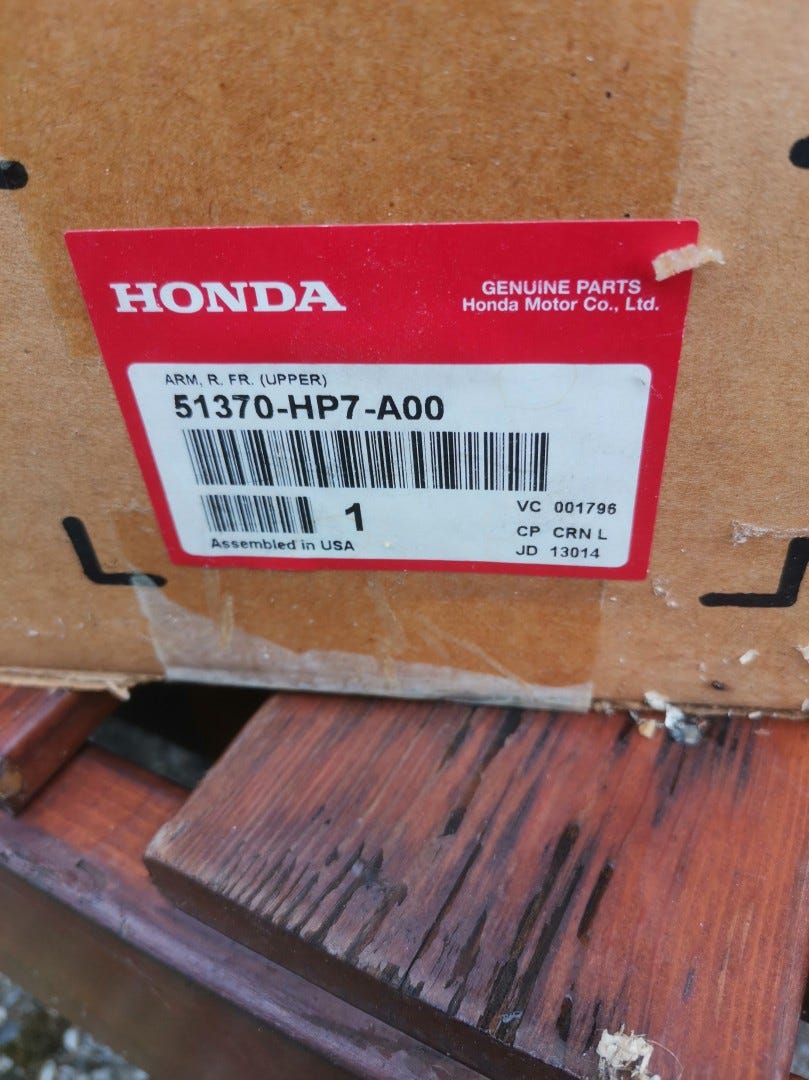 HONDA
GENUINE PARTS
Honda Motor Co., Ltd.
ARM, R. FR. (UPPER)
51370-HP7-A00
1
VC 001796
CP CRN L
Assembled in USA
JD 13014